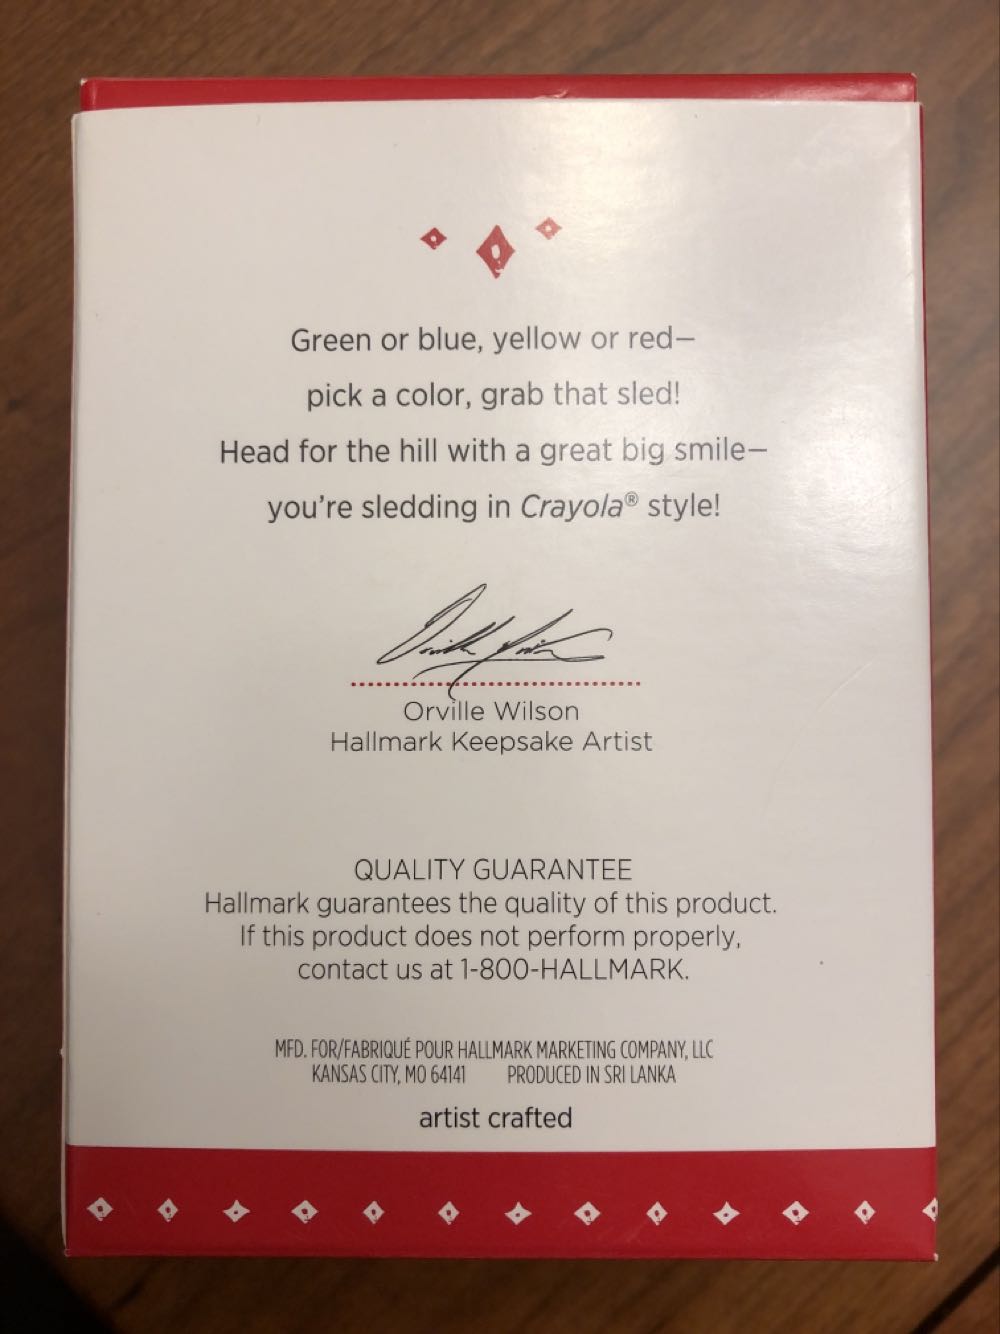 Green or blue, yellow or red—
pick a color, grab that sled!
Head for the hill with a great big smile—
you're sledding in Crayola® style!
Orville Wilson
Orville Wilson
Hallmark Keepsake Artist
QUALITY GUARANTEE
Hallmark guarantees the quality of this product.
If this product does not perform properly,
contact us at 1-800-HALLMARK.
MFD. FOR/FABRIQUÉ POUR HALLMARK MARKETING COMPANY, LLC
KANSAS CITY, MO 64141 PRODUCED IN SRI LANKA
artist crafted